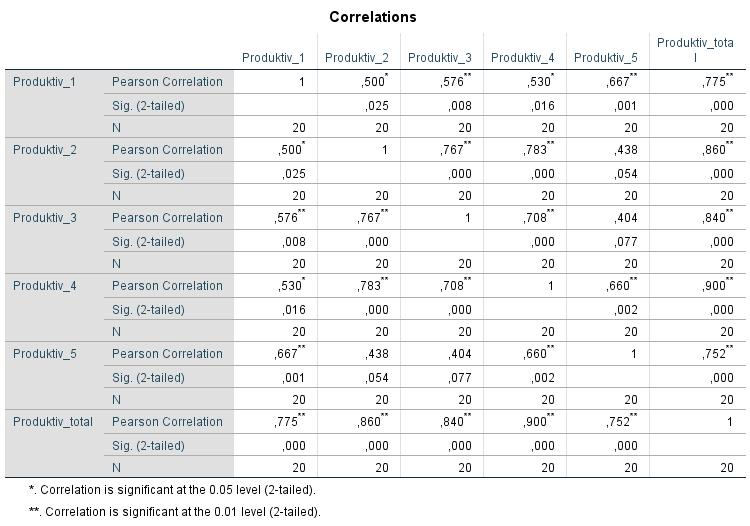 Correlations
Produktiv_1 Produktiv_2 Produktiv_3 Produktiv_4 Produktiv_5 Produktiv_tota
l
Produktiv_1 Pearson Correlation 1 ,500* ,576** ,530* ,667** ,775**
Sig. (2-tailed) ,025 ,008 ,016 ,001 ,000
N 20 20 20 20 20 20
Produktiv_2 Pearson Correlation ,500* 1 ,767** ,783** ,438 ,860**
Sig. (2-tailed) ,025 ,000 ,000 ,054 ,000
N 20 20 20 20 20 20
Produktiv_3 Pearson Correlation ,576** ,767** 1 ,708** ,404 ,840**
Sig. (2-tailed) ,008 ,000 ,000 ,077 ,000
N 20 20 20 20 20 20
Produktiv_4 Pearson Correlation ,530* ,783** ,708** 1 ,660** ,900**
Sig. (2-tailed) ,016 ,000 ,000 ,002 ,000
N 20 20 20 20 20 20
Produktiv_5 Pearson Correlation ,667** ,438 ,404 ,660** 1 ,752**
Sig. (2-tailed) ,001 ,054 ,077 ,002 ,000
N 20 20 20 20 20 20
Produktiv_total Pearson Correlation ,775** ,860** ,840** ,900** ,752** 1
Sig. (2-tailed) ,000 ,000 ,000 ,000 ,000
N 20 20 20 20 20 20
*. Correlation is significant at the 0.05 level (2-tailed).
**. Correlation is significant at the 0.01 level (2-tailed).